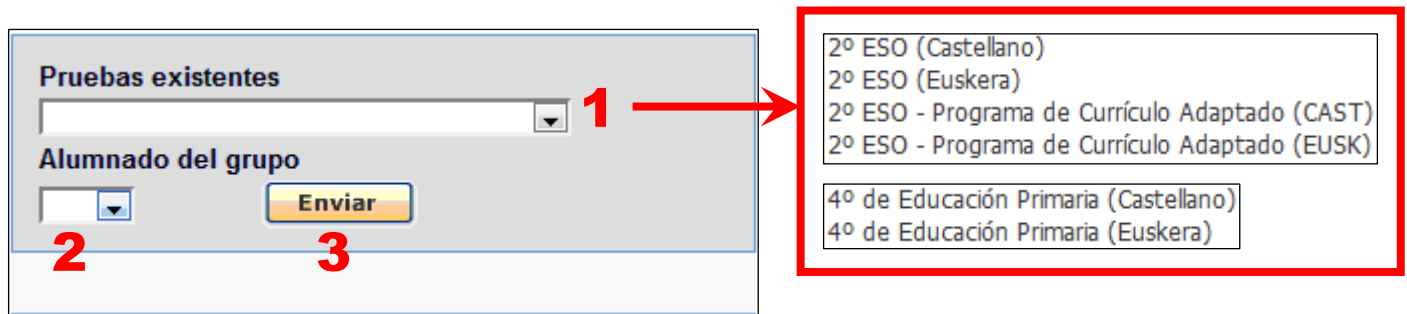 Pruebas existentes
1
Alumnado del grupo
Enviar
2
3
2º ESO (Castellano)
2º ESO (Euskera)
2º ESO - Programa de Currículo Adaptado (CAST)
2º ESO - Programa de Currículo Adaptado (EUSK)
4º de Educación Primaria (Castellano)
4º de Educación Primaria (Euskera)